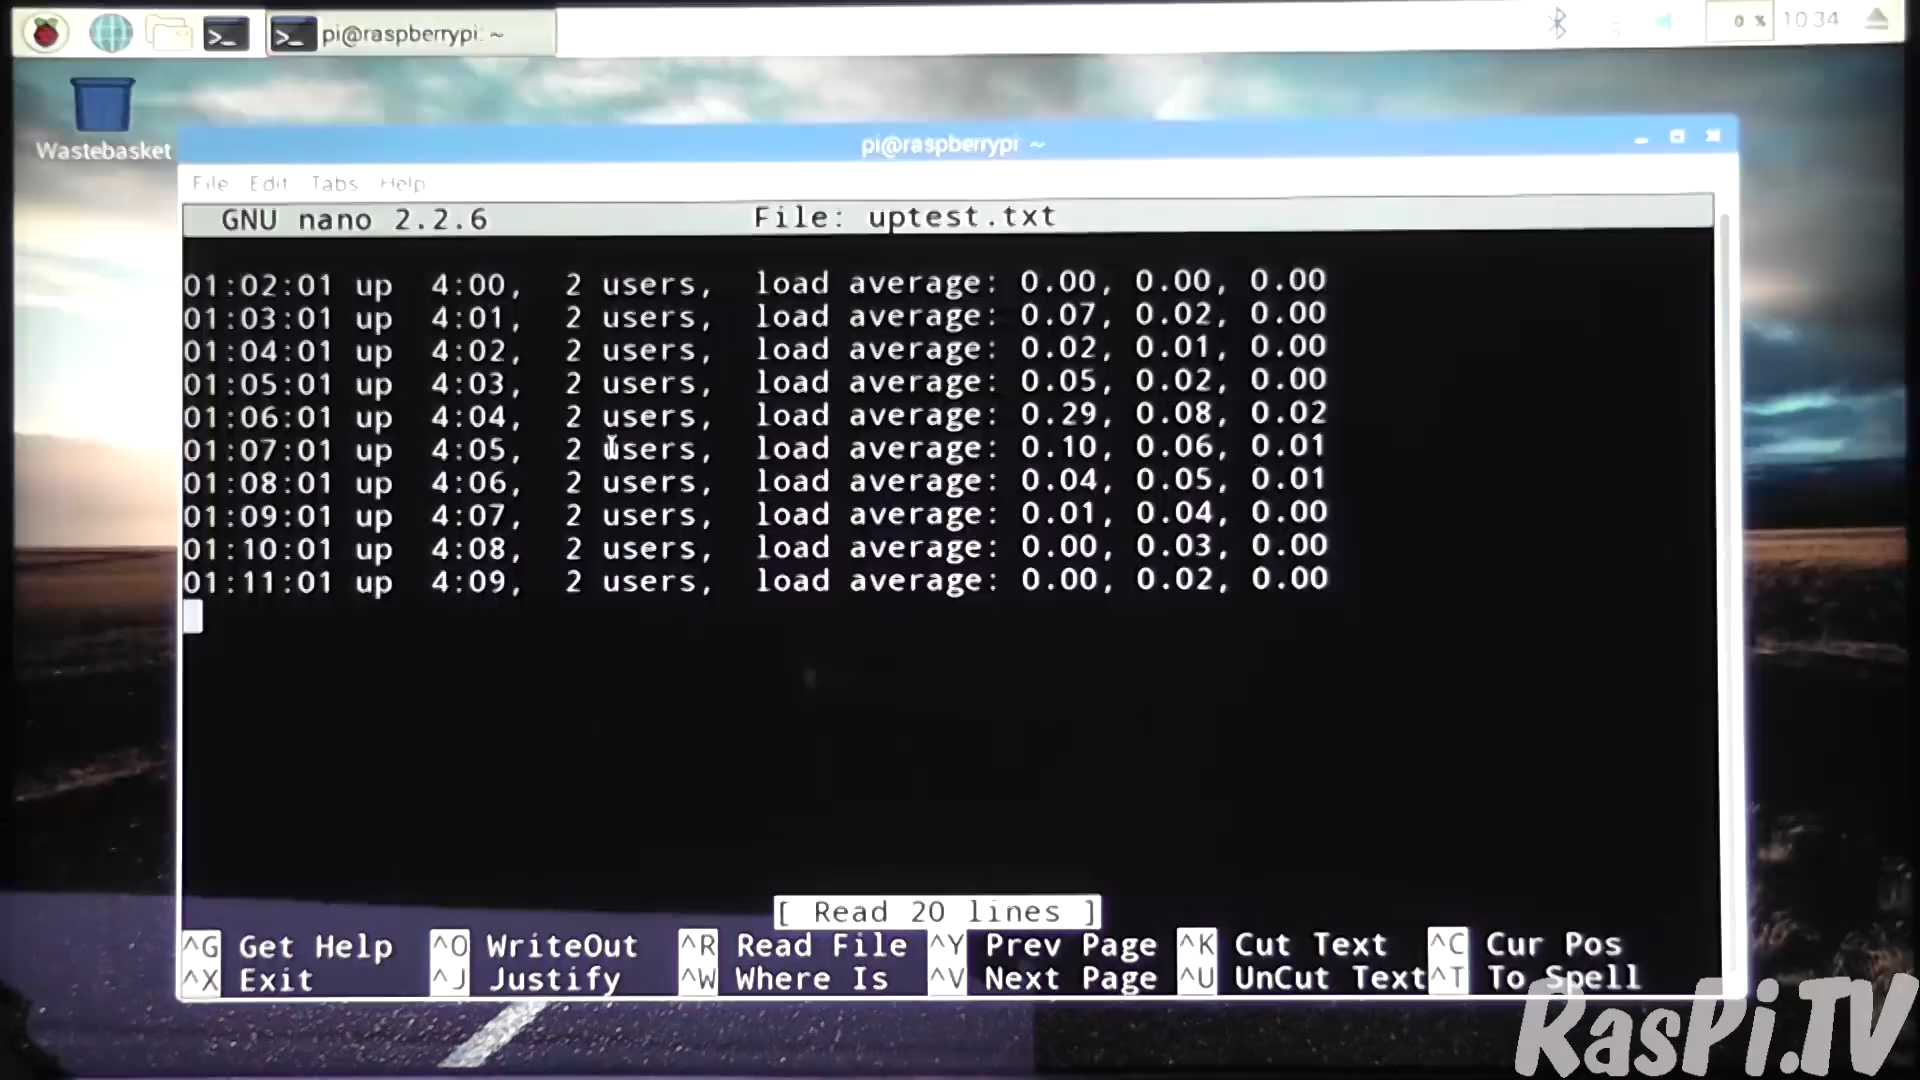 pi@raspberrypi: ~
0 %
10:34
Wastebasket
pi@raspberrypi: ~
File Edit Tabs Help
GNU nano 2.2.6 File: uptest.txt
01:02:01 up 4:00, 2 users, load average: 0.00, 0.00, 0.00
01:03:01 up 4:01, 2 users, load average: 0.07, 0.02, 0.00
01:04:01 up 4:02, 2 users, load average: 0.02, 0.01, 0.00
01:05:01 up 4:03, 2 users, load average: 0.05, 0.02, 0.00
01:06:01 up 4:04, 2 users, load average: 0.29, 0.08, 0.02
01:07:01 up 4:05, 2 users, load average: 0.10, 0.06, 0.01
01:08:01 up 4:06, 2 users, load average: 0.04, 0.05, 0.01
01:09:01 up 4:07, 2 users, load average: 0.01, 0.04, 0.00
01:10:01 up 4:08, 2 users, load average: 0.00, 0.03, 0.00
01:11:01 up 4:09, 2 users, load average: 0.00, 0.02, 0.00
[ Read 20 lines ]
^G Get Help ^O WriteOut ^R Read File ^Y Prev Page ^K Cut Text ^C Cur Pos
^X Exit ^J Justify ^W Where Is ^V Next Page ^U UnCut Text ^T To Spell
RasPi.TV